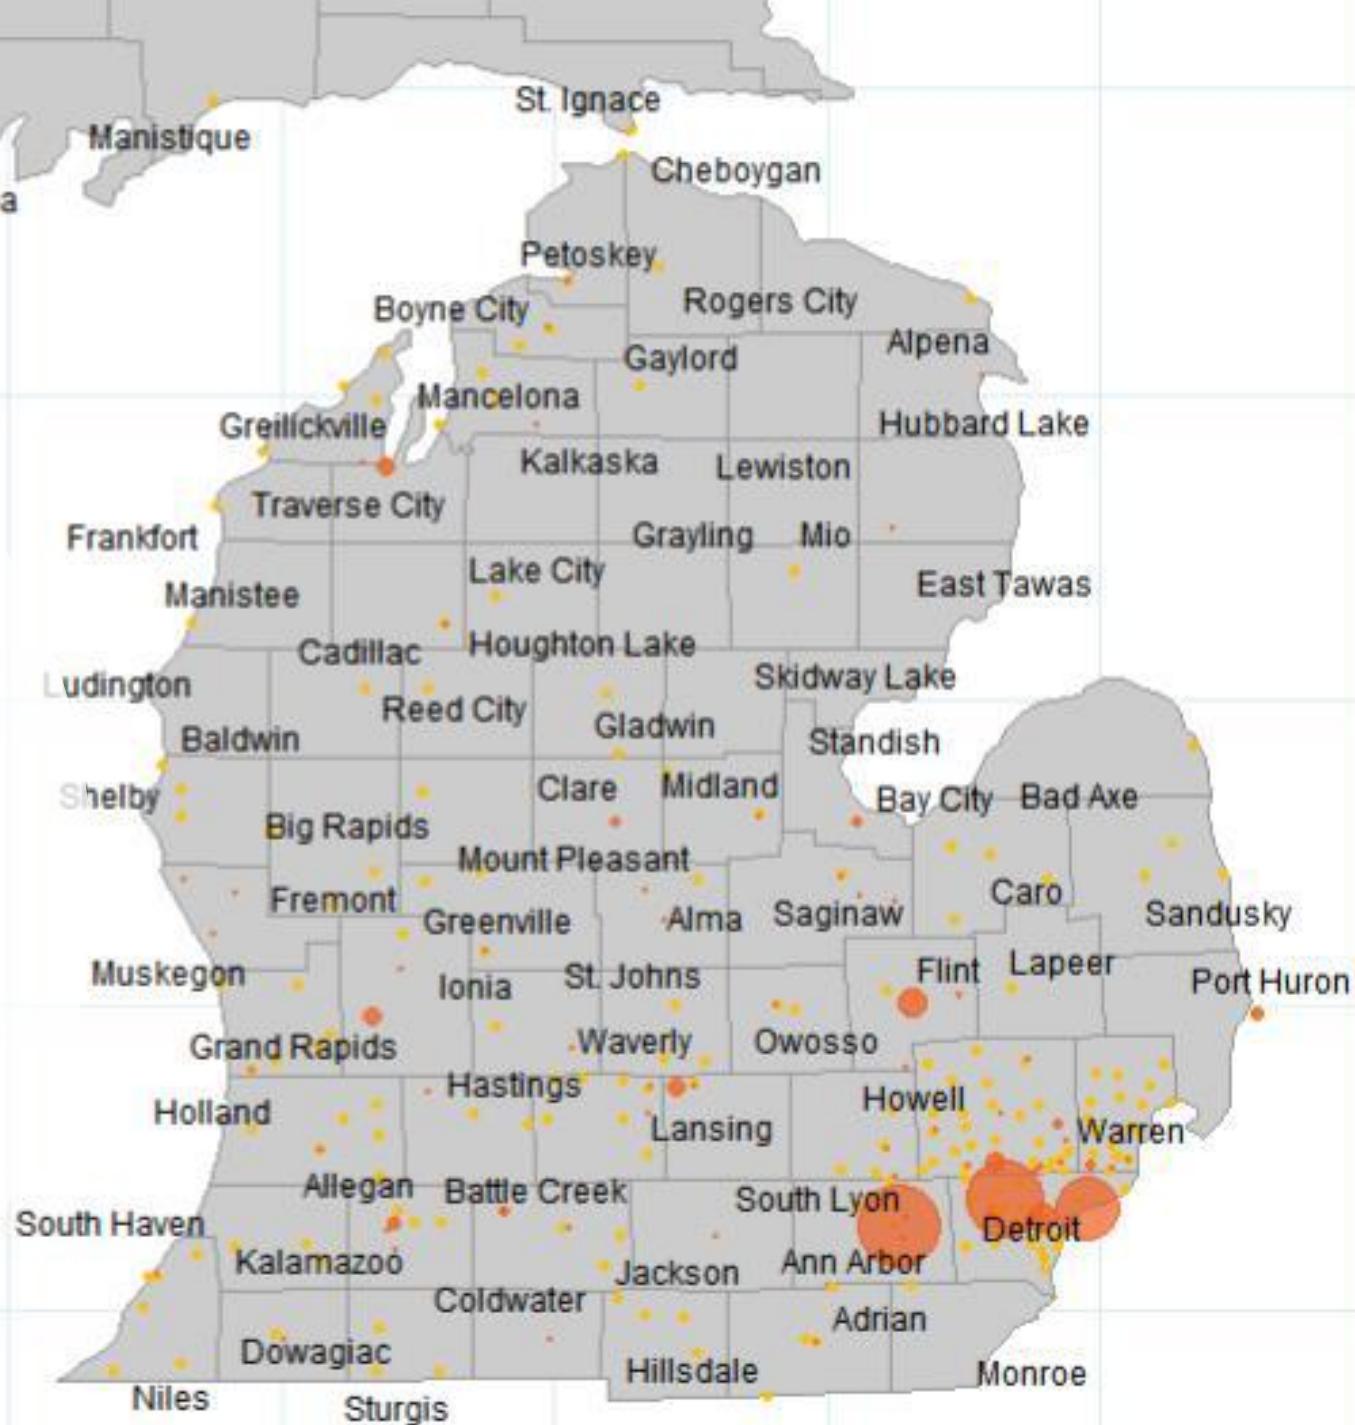 St. Ignace
Manistique
Cheboygan
a
Petoskey
Rogers City
Boyne City
Alpena
Gaylord
Mancelona
Hubbard Lake
Greilickville
Kalkaska
Lewiston
Traverse City
Grayling
Mio
Frankfort
Lake City
East Tawas
Manistee
Houghton Lake
Cadillac
Skidway Lake
Ludington
Reed City
Gladwin
Baldwin
Standish
Clare
Midland
Shelby
Bay City
Bad Axe
Big Rapids
Mount Pleasant
Caro
Fremont
Saginaw
Sandusky
Greenville
Alma
Lapeer
Flint
Muskegon
St. Johns
Port Huron
Ionia
Waverly
Owosso
Grand Rapids
Hastings
Howell
Holland
Lansing
Warren
Allegan
Battle Creek
South Lyon
South Haven
Detroit
Kalamazoo
Ann Arbor
Jackson
Coldwater
Adrian
Dowagiac
Hillsdale
Monroe
Niles
Sturgis